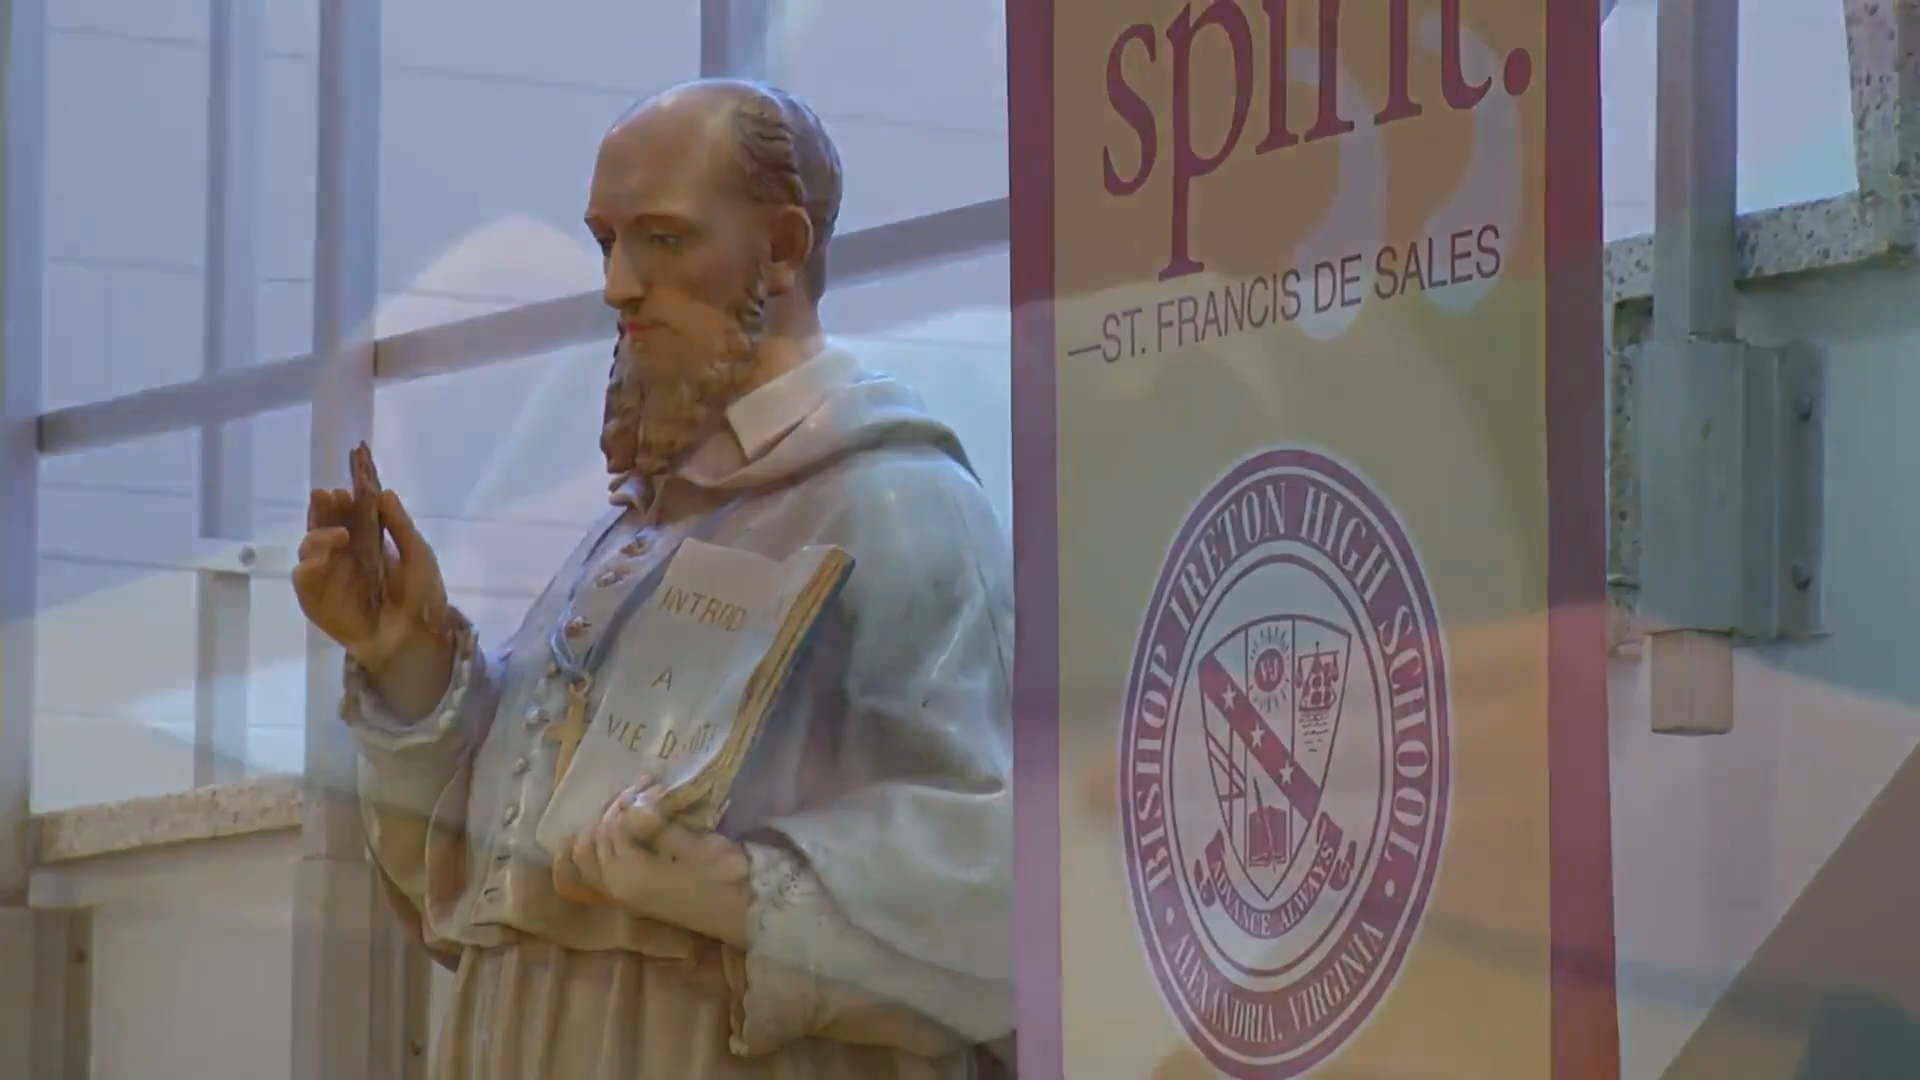 spirit.
—ST. FRANCIS DE SALES
INTROD
A
VIE D
BISHOP IRETON HIGH SCHOOL
ADVANCE ALWAYS
• ALEXANDRIA, VIRGINIA •